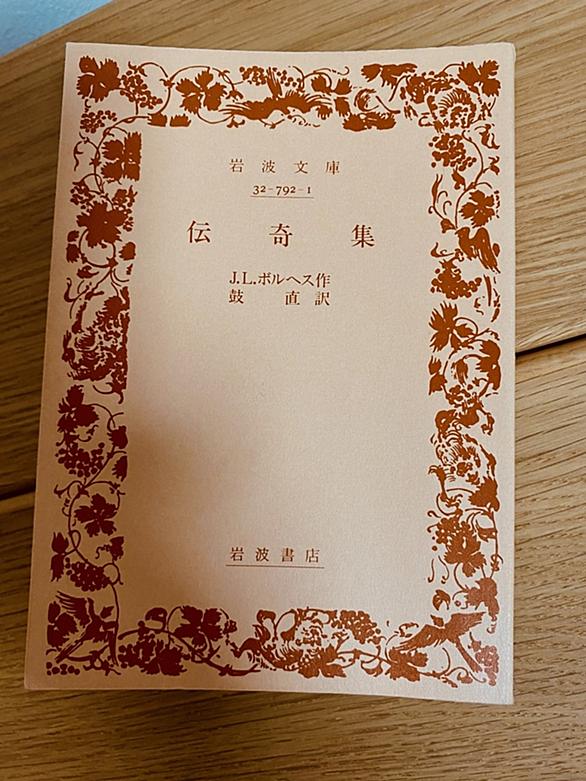 岩波文庫
32-792-1
伝奇集
J.L.ボルヘス作
鼓直訳
岩波書店